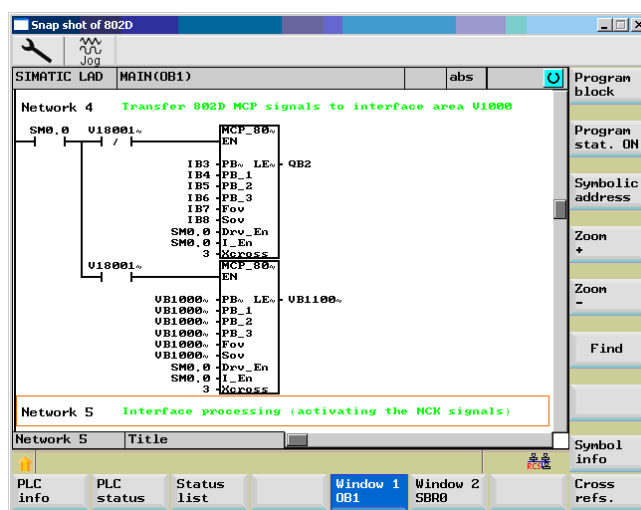 Snap shot of 802D
Jog
SIMATIC LAD MAIN(OB1) abs
Program block
Network 4 Transfer 802D MCP signals to interface area V1000
SM0.0 V18001~ MCP_80~
/ EN
Program stat. ON
IB3 PB~ LE~ QB2
IB4 PB_1
IB5 PB_2
IB6 PB_3
IB7 Fov
IB8 Sov
SM0.0 Drv_En
SM0.0 I_En
3 Xcross
Symbolic address
Zoom +
V18001~ MCP_80~
EN
Zoom -
VB1000~ PB~ LE~ VB1100~
VB1000~ PB_1
VB1000~ PB_2
VB1000~ PB_3
VB1000~ Fov
VB1000~ Sov
SM0.0 Drv_En
SM0.0 I_En
3 Xcross
Find
Network 5 Interface processing (activating the NCK signals)
Network 5 Title
Symbol info
RCS
PLC info
PLC status
Status list
Window 1 OB1
Window 2 SBR0
Cross refs.